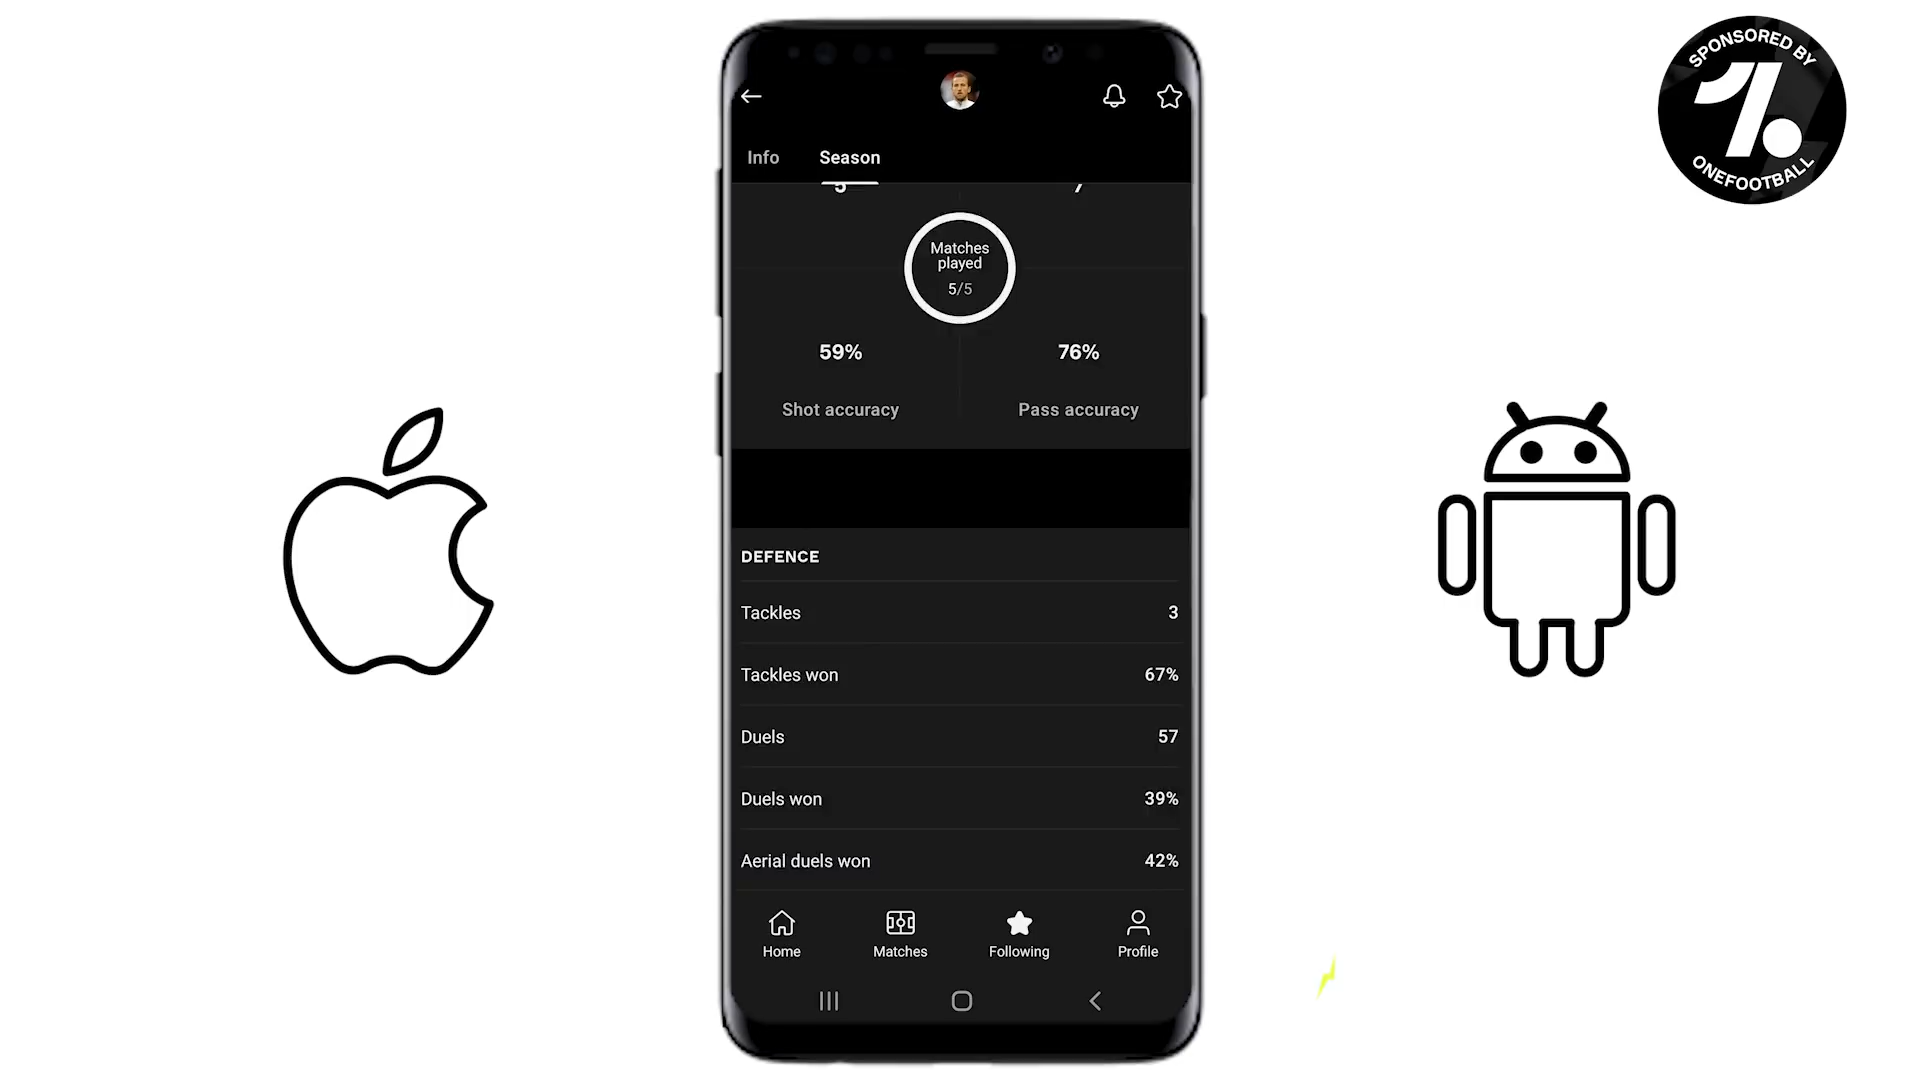 SPONSORED BY
1.
ONEFOOTBALL
Info
Season
Matches
played
5/5
59%
76%
Shot accuracy
Pass accuracy
DEFENCE
Tackles
3
Tackles won
67%
Duels
57
Duels won
39%
Aerial duels won
42%
Home
Matches
Following
Profile